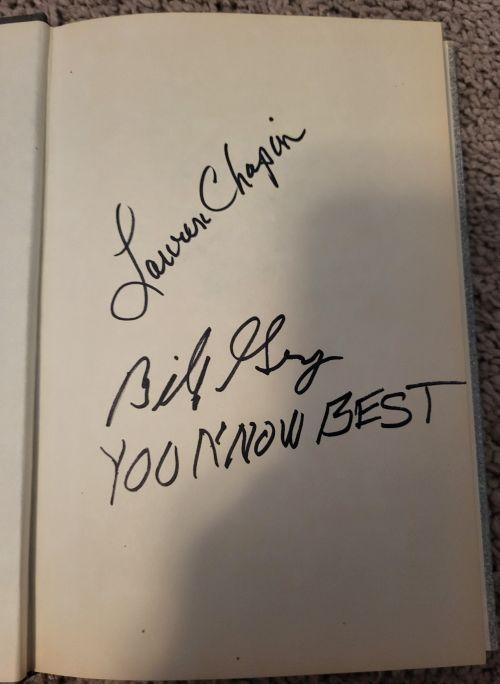 Lauren Chapin
Billy Gray
YOU KNOW BEST